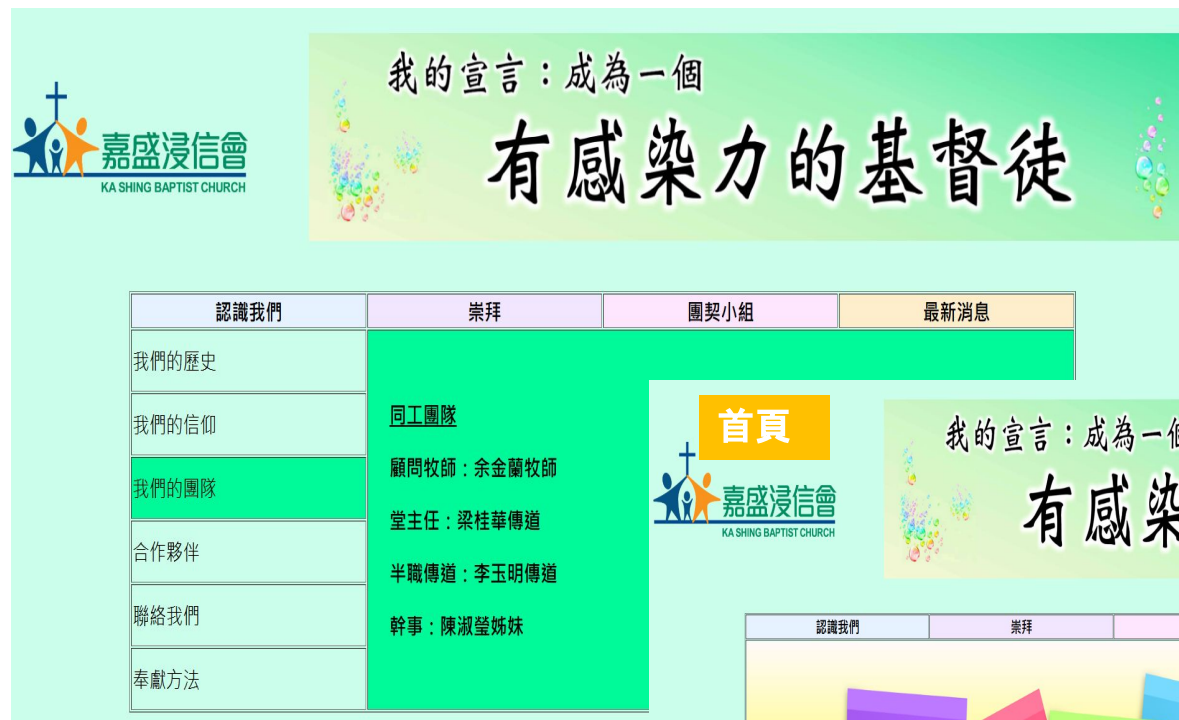 我的宣言：成為一個
有感染力的基督徒
嘉盛浸信會
KA SHING BAPTIST CHURCH
認識我們 崇拜 團契小組 最新消息
我們的歷史
我們的信仰
我們的團隊
合作夥伴
聯絡我們
奉獻方法
同工團隊
顧問牧師：余金蘭牧師
堂主任：梁桂華傳道
半職傳道：李玉明傳道
幹事：陳淑瑩姊妹
首頁
嘉盛浸信會
KA SHING BAPTIST CHURCH
我的宣言：成為一個
有感染
認識我們 崇拜